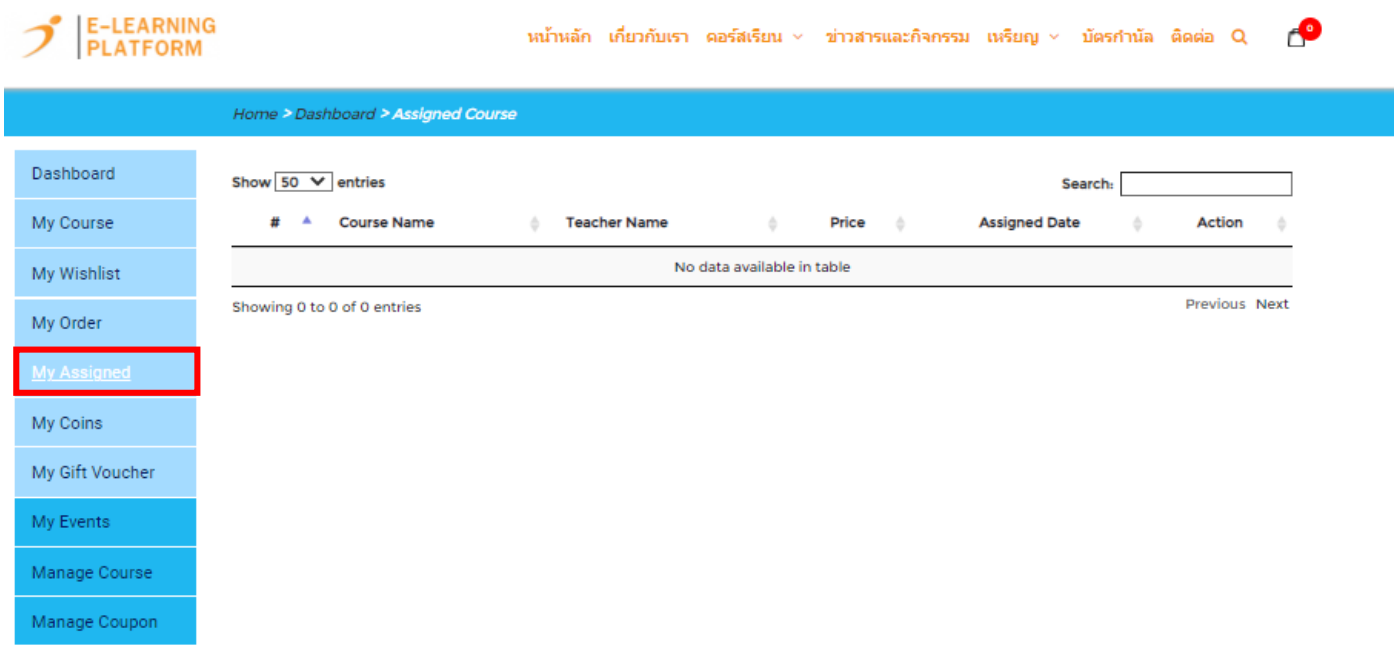 E-LEARNING
PLATFORM
หน้าหลัก เกี่ยวกับเรา คอร์สเรียน ข่าวสารและกิจกรรม เหรียญ บัตรกำนัล ติดต่อ 0
Home > Dashboard > Assigned Course
Dashboard
My Course
My Wishlist
My Order
My Assigned
My Coins
My Gift Voucher
My Events
Manage Course
Manage Coupon
Show 50 entries Search:
# Course Name Teacher Name Price Assigned Date Action
No data available in table
Showing 0 to 0 of 0 entries Previous Next